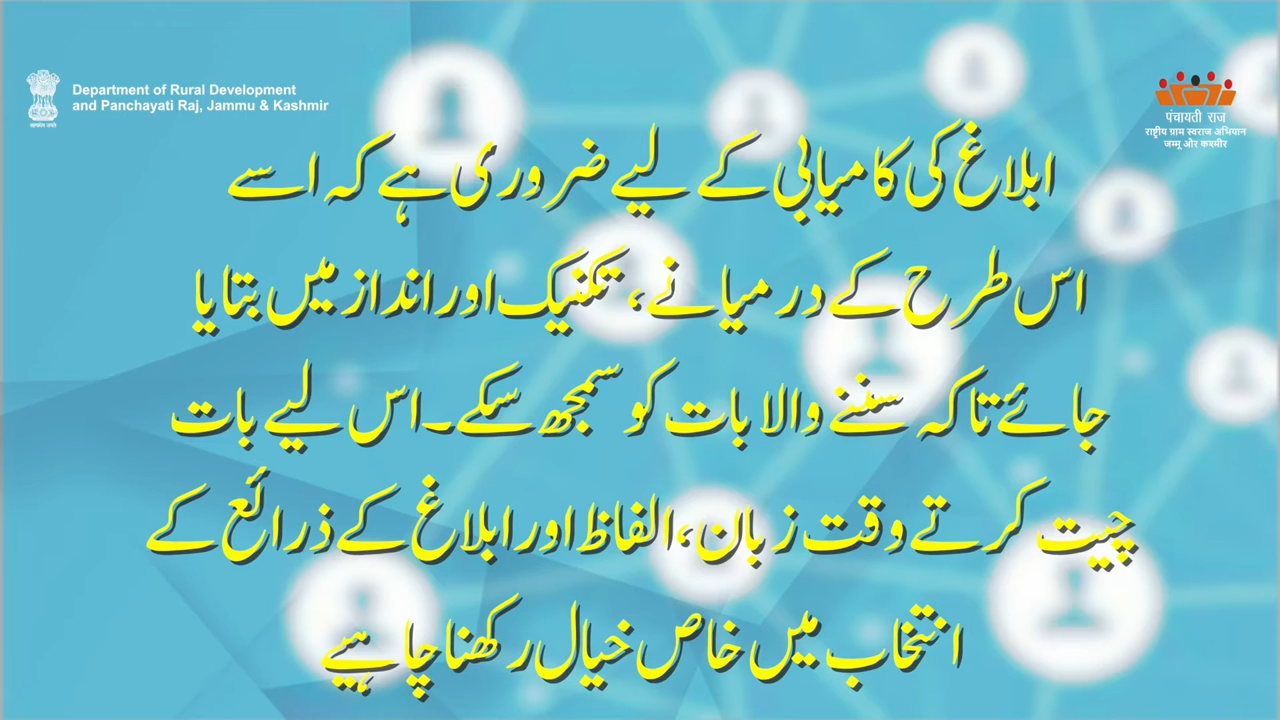 Department of Rural Development
and Panchayati Raj, Jammu & Kashmir
पंचायती राज
राष्ट्रीय ग्राम स्वराज अभियान
जम्मू और कश्मीर
ابلاغ کی کامیابی کے لیے ضروری ہے کہ اسے
اس طرح کے درمیانے، تکنیک اور انداز میں بتایا
جائے تاکہ سننے والا بات کو سمجھ سکے۔ اس لیے بات
چیت کرتے وقت زبان، الفاظ اور ابلاغ کے ذرائع کے
انتخاب میں خاص خیال رکھنا چاہیے